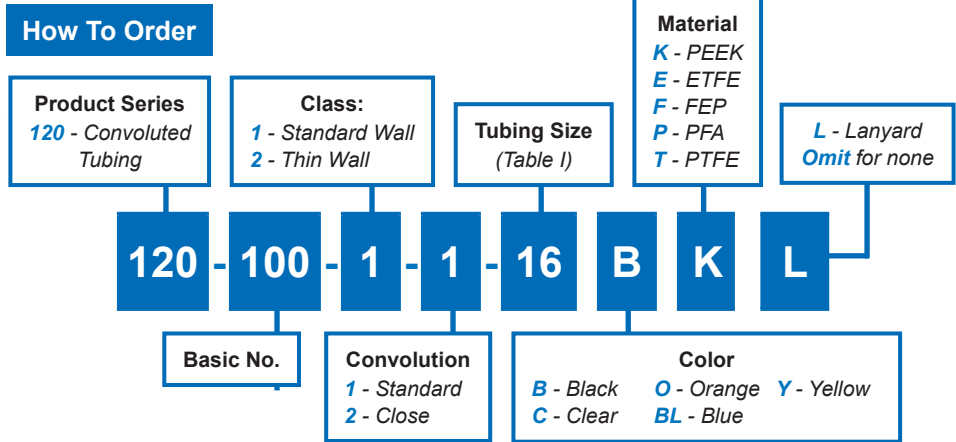 How To Order
Product Series
120 - Convoluted
Tubing
Class:
1 - Standard Wall
2 - Thin Wall
Tubing Size
(Table I)
Material
K - PEEK
E - ETFE
F - FEP
P - PFA
T - PTFE
L - Lanyard
Omit for none
120 - 100 - 1 - 1 - 16 B K L
Basic No.
Convolution
1 - Standard
2 - Close
Color
B - Black O - Orange Y - Yellow
C - Clear BL - Blue